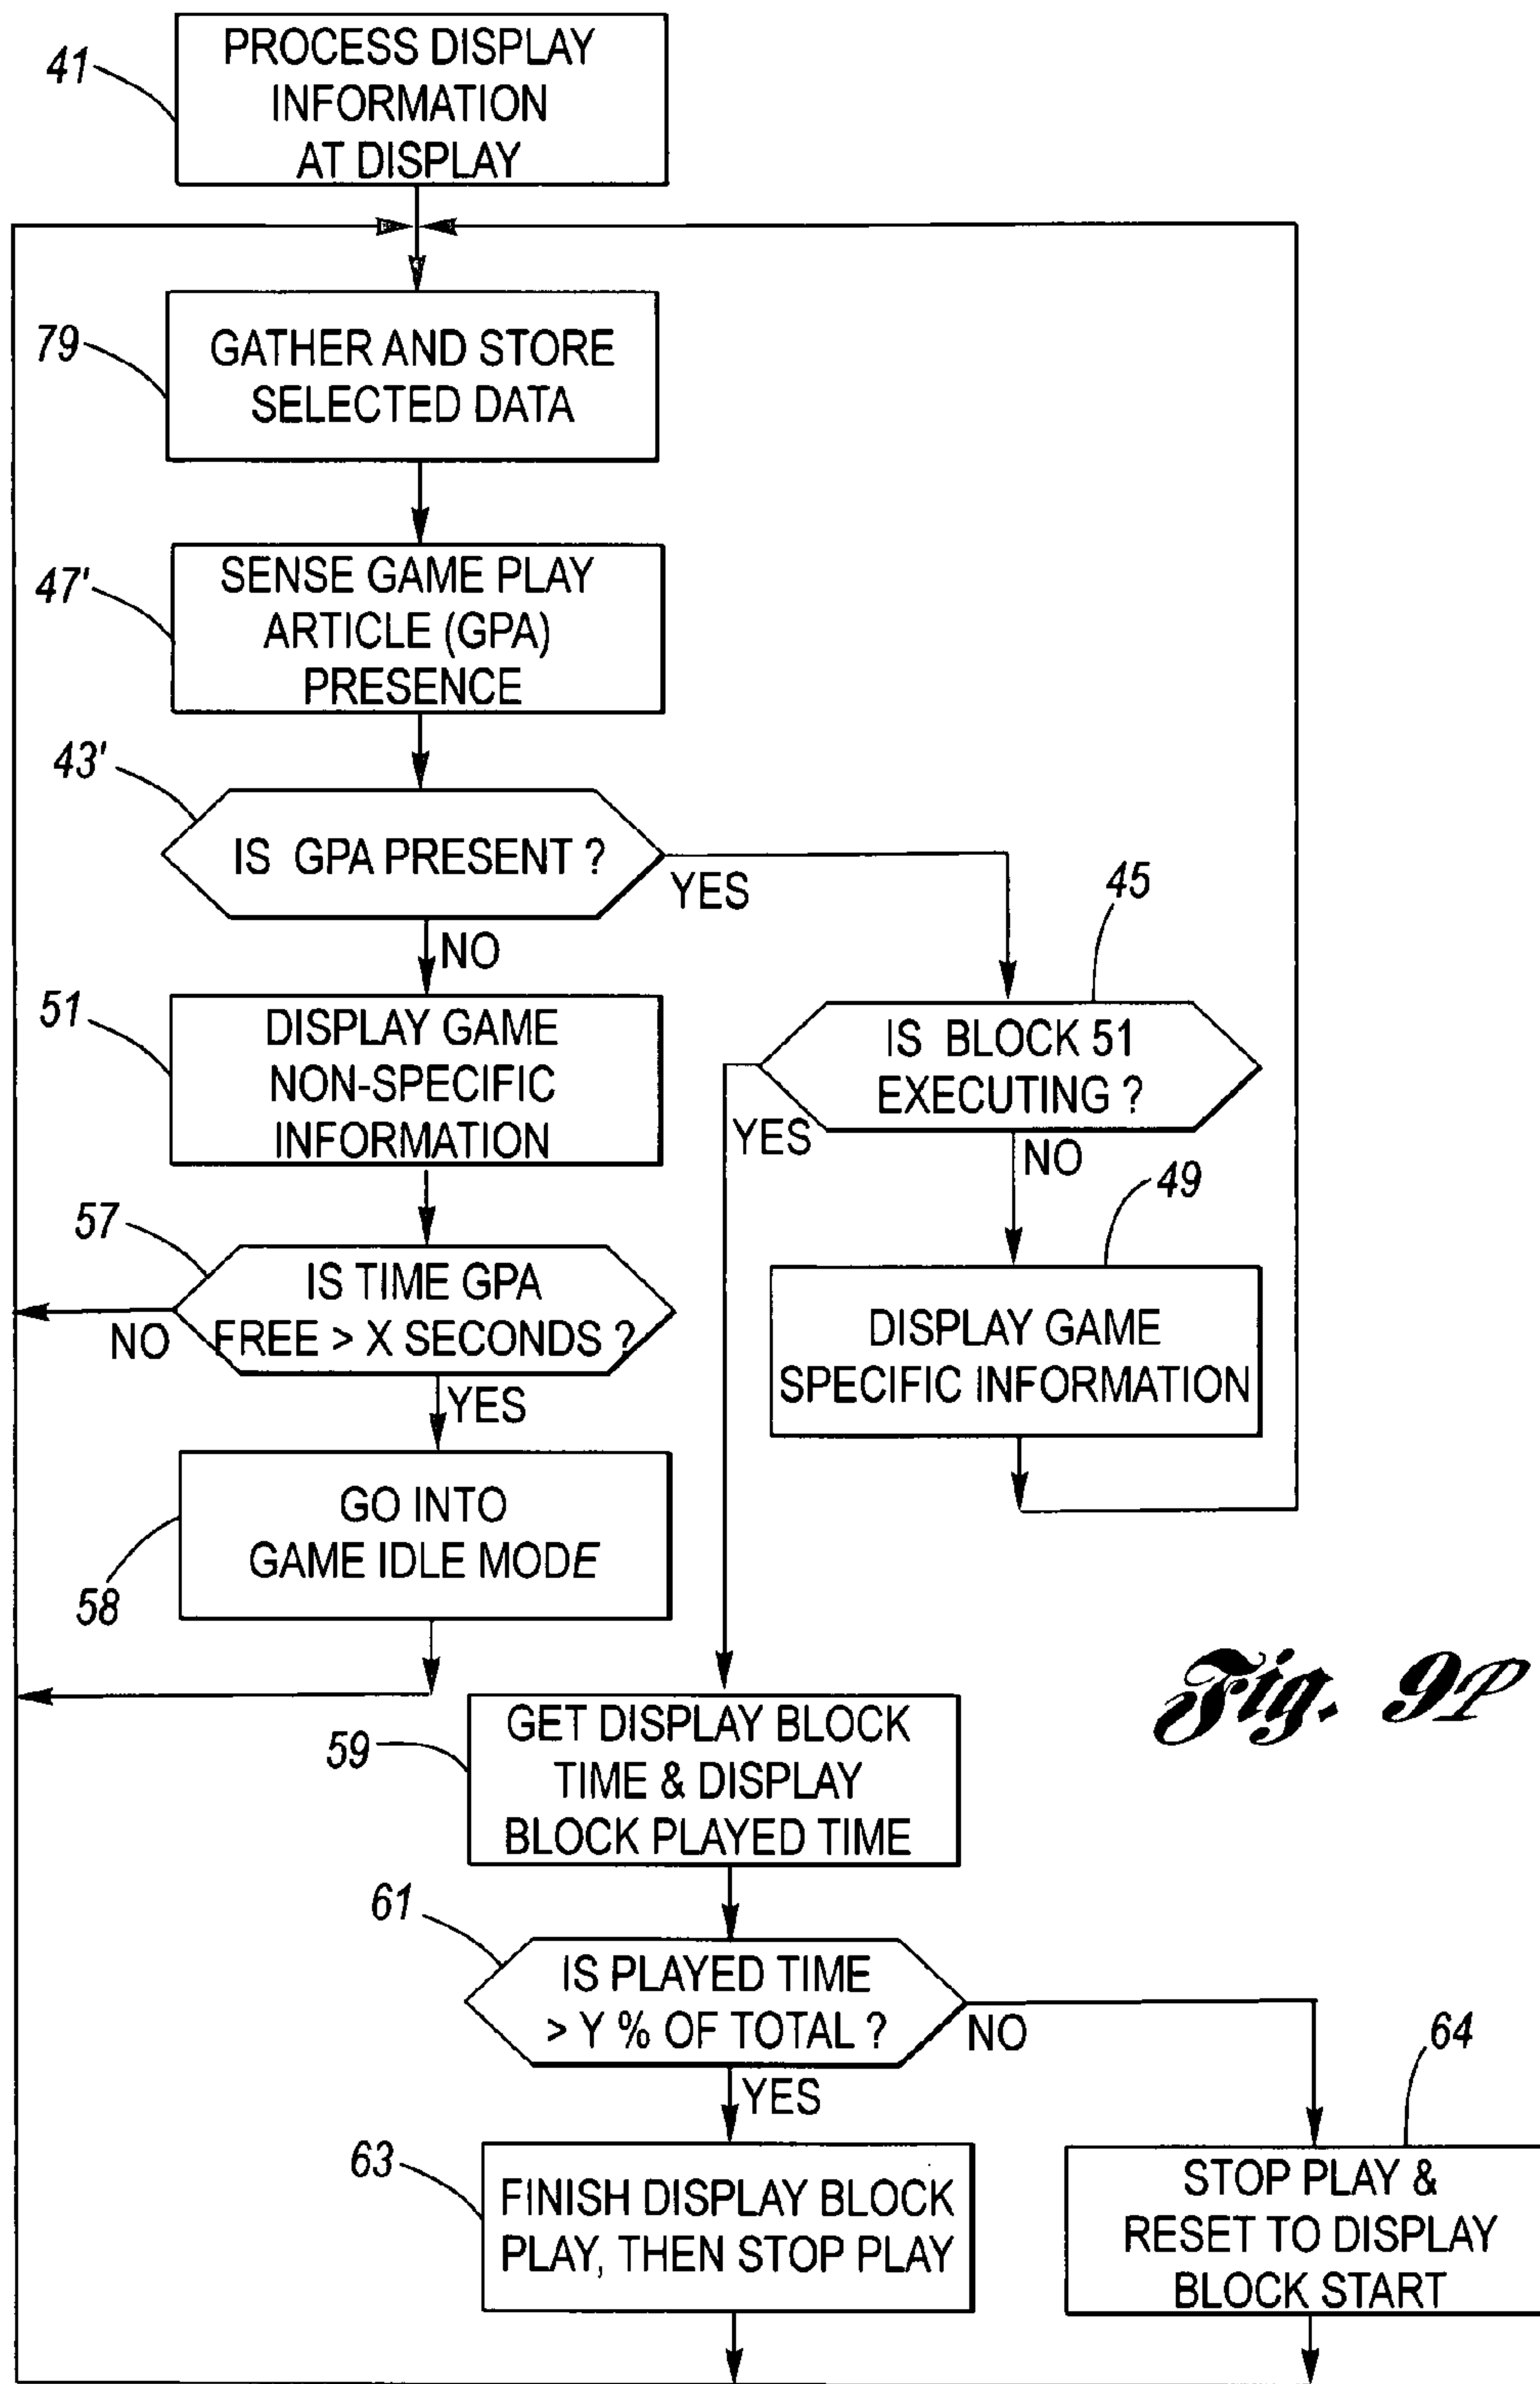 41
PROCESS DISPLAY
INFORMATION
AT DISPLAY
79
GATHER AND STORE
SELECTED DATA
47'
SENSE GAME PLAY
ARTICLE (GPA)
PRESENCE
43'
IS GPA PRESENT ?
YES
NO
45
IS BLOCK 51
EXECUTING ?
YES
NO
51
DISPLAY GAME
NON-SPECIFIC
INFORMATION
49
DISPLAY GAME
SPECIFIC INFORMATION
57
IS TIME GPA
FREE > X SECONDS ?
NO
YES
58
GO INTO
GAME IDLE MODE
Fig. 9P
59
GET DISPLAY BLOCK
TIME & DISPLAY
BLOCK PLAYED TIME
61
IS PLAYED TIME
> Y % OF TOTAL ?
NO
YES
63
FINISH DISPLAY BLOCK
PLAY, THEN STOP PLAY
64
STOP PLAY &
RESET TO DISPLAY
BLOCK START